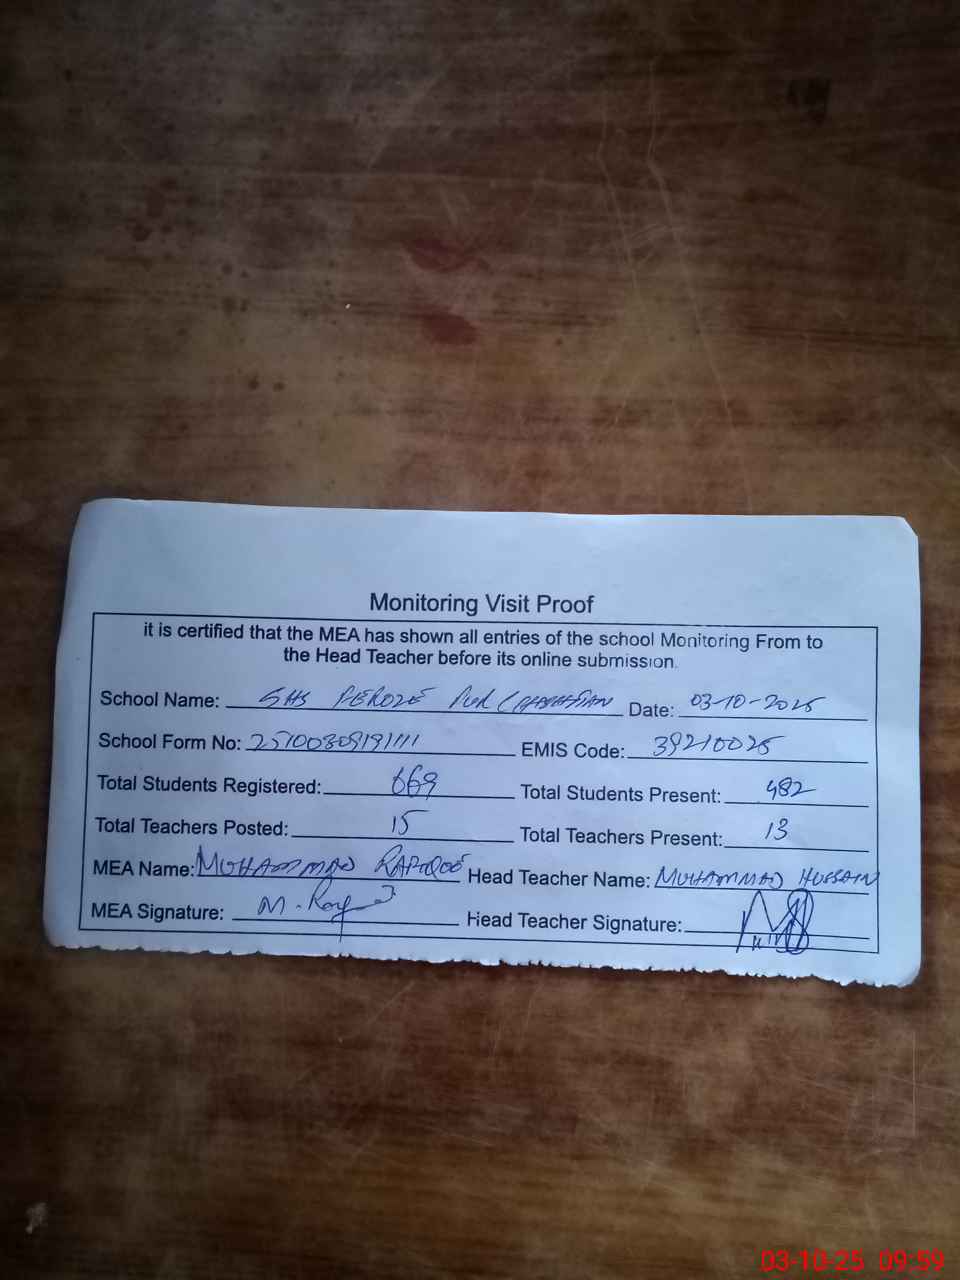 Monitoring Visit Proof
it is certified that the MEA has shown all entries of the school Monitoring From to
the Head Teacher before its online submission.
School Name: GHS PEROZE PUR Date: 03-10-2025
School Form No: EMIS Code: 39210025
Total Students Registered: 669 Total Students Present: 482
Total Teachers Posted: 15 Total Teachers Present: 13
MEA Name: MUHAMMAD RAFIQUE Head Teacher Name: MUHAMMAD HUSSAIN
MEA Signature: Head Teacher Signature:
03-10-25 09:59